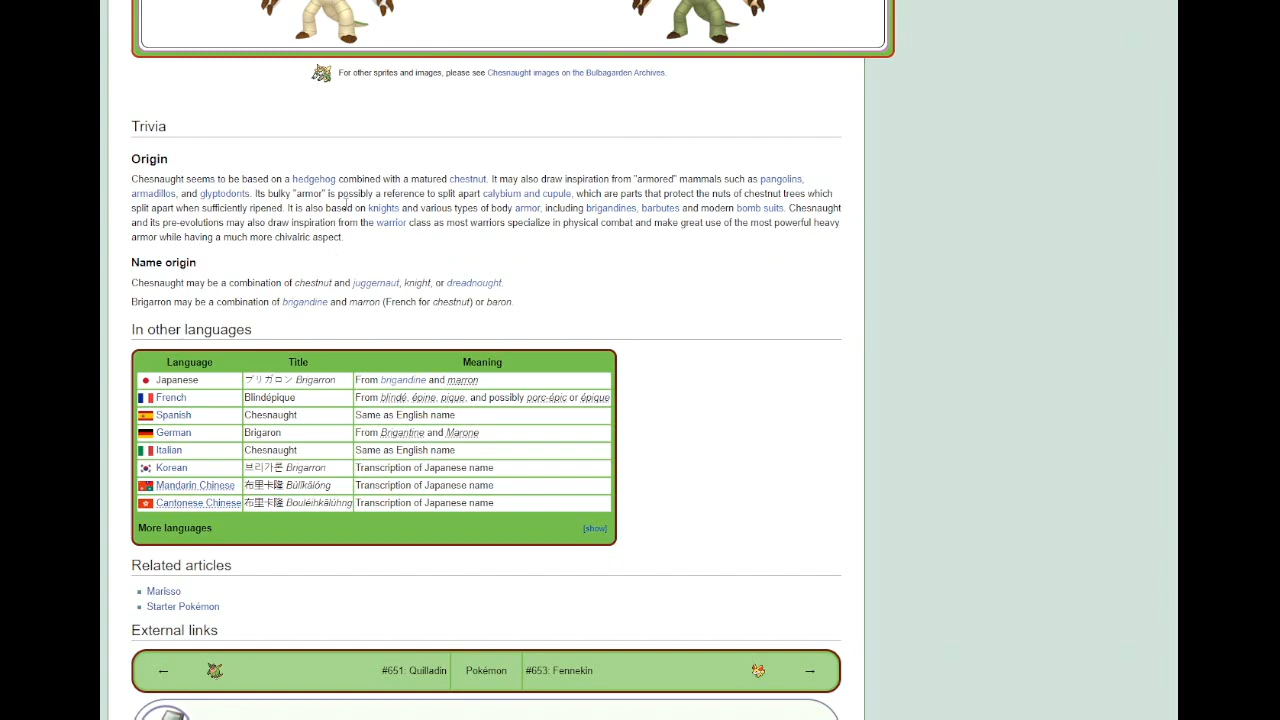 For other sprites and images, please see Chesnaught images on the Bulbagarden Archives.
Trivia
Origin
Chesnaught seems to be based on a hedgehog combined with a matured chestnut. It may also draw inspiration from "armored" mammals such as pangolins,
armadillos, and glyptodonts. Its bulky "armor" is possibly a reference to split apart calybium and cupule, which are parts that protect the nuts of chestnut trees which
split apart when sufficiently ripened. It is also based on knights and various types of body armor, including brigandines, barbutes and modern bomb suits. Chesnaught
and its pre-evolutions may also draw inspiration from the warrior class as most warriors specialize in physical combat and make great use of the most powerful heavy
armor while having a much more chivalric aspect.
Name origin
Chesnaught may be a combination of chestnut and juggernaut, knight, or dreadnought.
Brigarron may be a combination of brigandine and marron (French for chestnut) or baron.
In other languages
Language Title Meaning
Japanese ブリガロン Brigarron From brigandine and marron
French Blindépique From blindé, épine, pique, and possibly porc-épic or épique
Spanish Chesnaught Same as English name
German Brigaron From Brigantine and Marone
Italian Chesnaught Same as English name
Korean 브리가론 Brigarron Transcription of Japanese name
Mandarin Chinese 布里卡隆 Bùlǐkǎlóng Transcription of Japanese name
Cantonese Chinese 布里卡隆 Bouléihkālùhng Transcription of Japanese name
More languages [show]
Related articles
Marisso
Starter Pokémon
External links
← #651: Quilladin Pokémon #653: Fennekin →